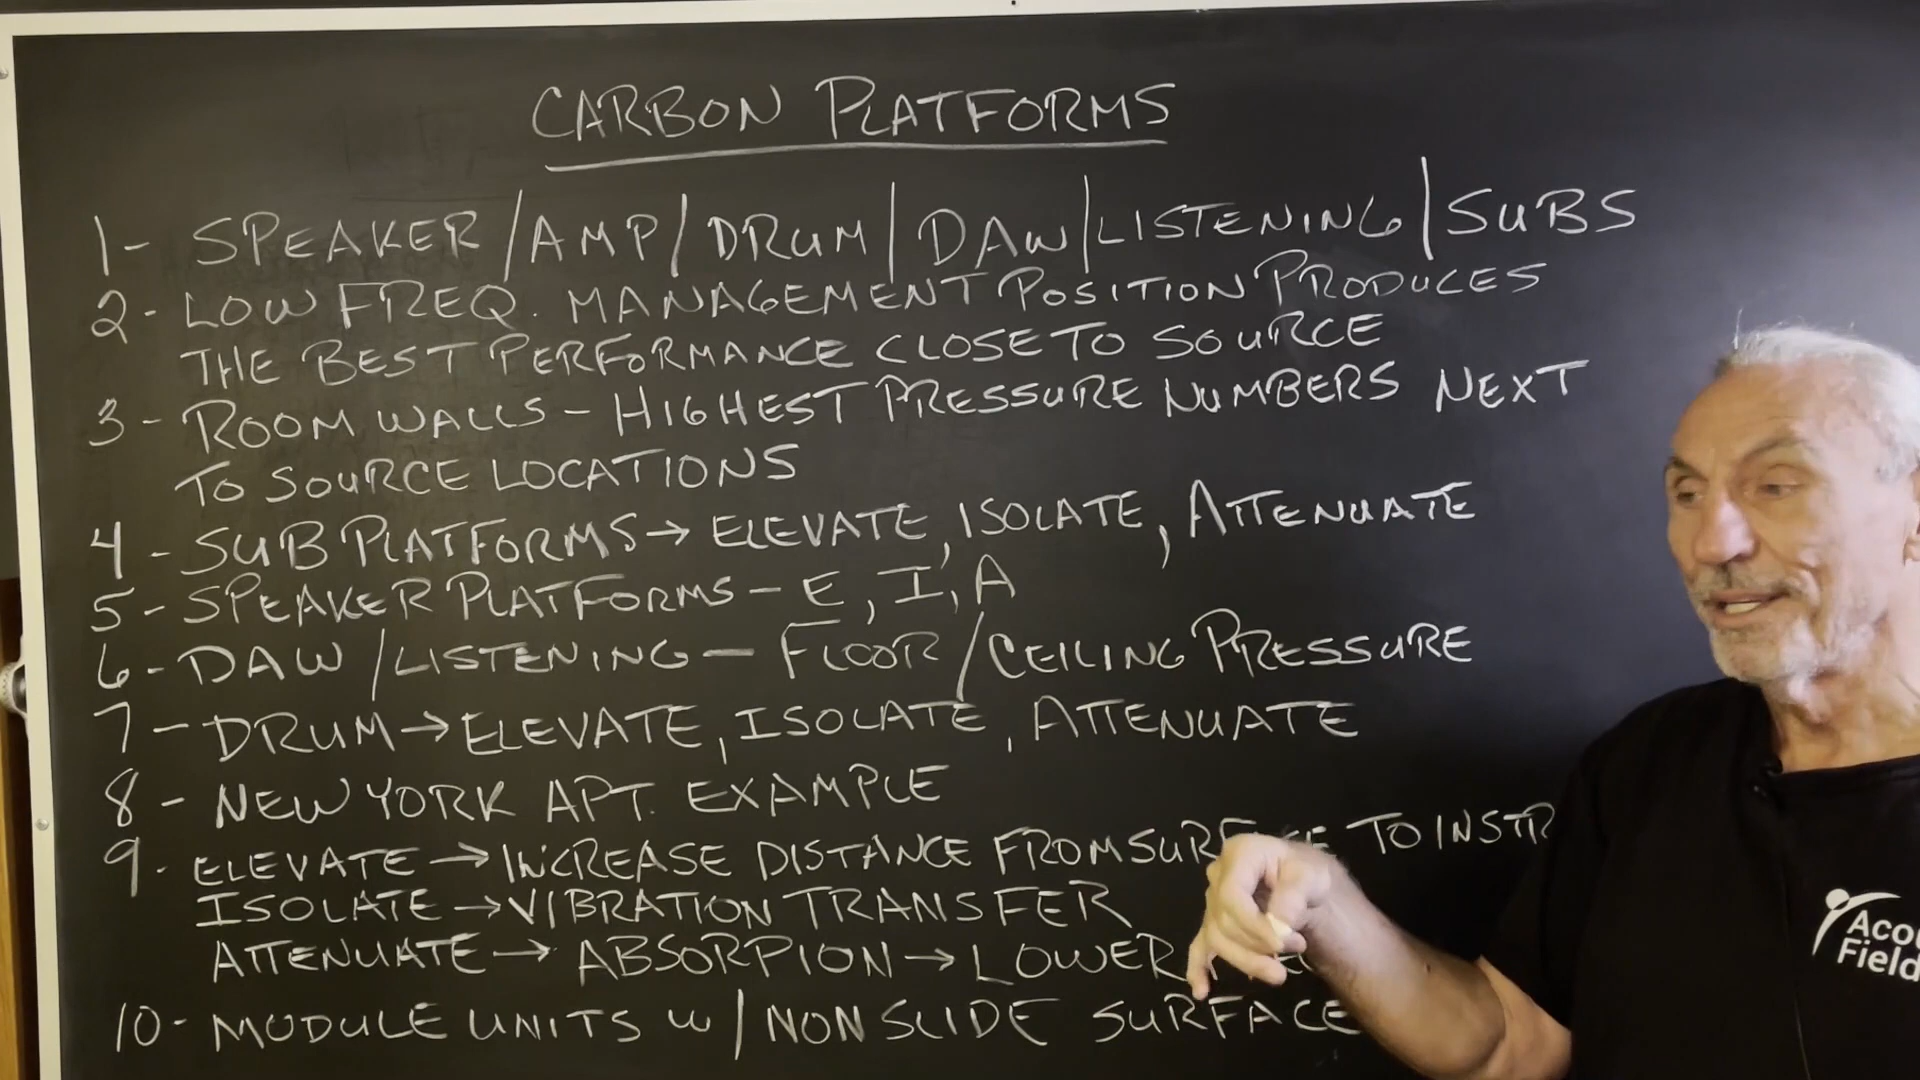 CARBON PLATFORMS
1- SPEAKER/AMP/DRUM/DAW/LISTENING/SUBS
2- LOW FREQ. MANAGEMENT POSITION PRODUCES
THE BEST PERFORMANCE CLOSE TO SOURCE
3- ROOM WALLS - HIGHEST PRESSURE NUMBERS NEXT
TO SOURCE LOCATIONS
4- SUB PLATFORMS → ELEVATE, ISOLATE, ATTENUATE
5- SPEAKER PLATFORMS - E, I, A
6- DAW/LISTENING - FLOOR/CEILING PRESSURE
7- DRUM → ELEVATE, ISOLATE, ATTENUATE
8- NEW YORK APT. EXAMPLE
9- ELEVATE → INCREASE DISTANCE FROM TO
ISOLATE → VIBRATION TRANSFER
ATTENUATE → ABSORPION → LOWER
10- MODULE UNITS w/ NON SLIDE SURFACE
Field